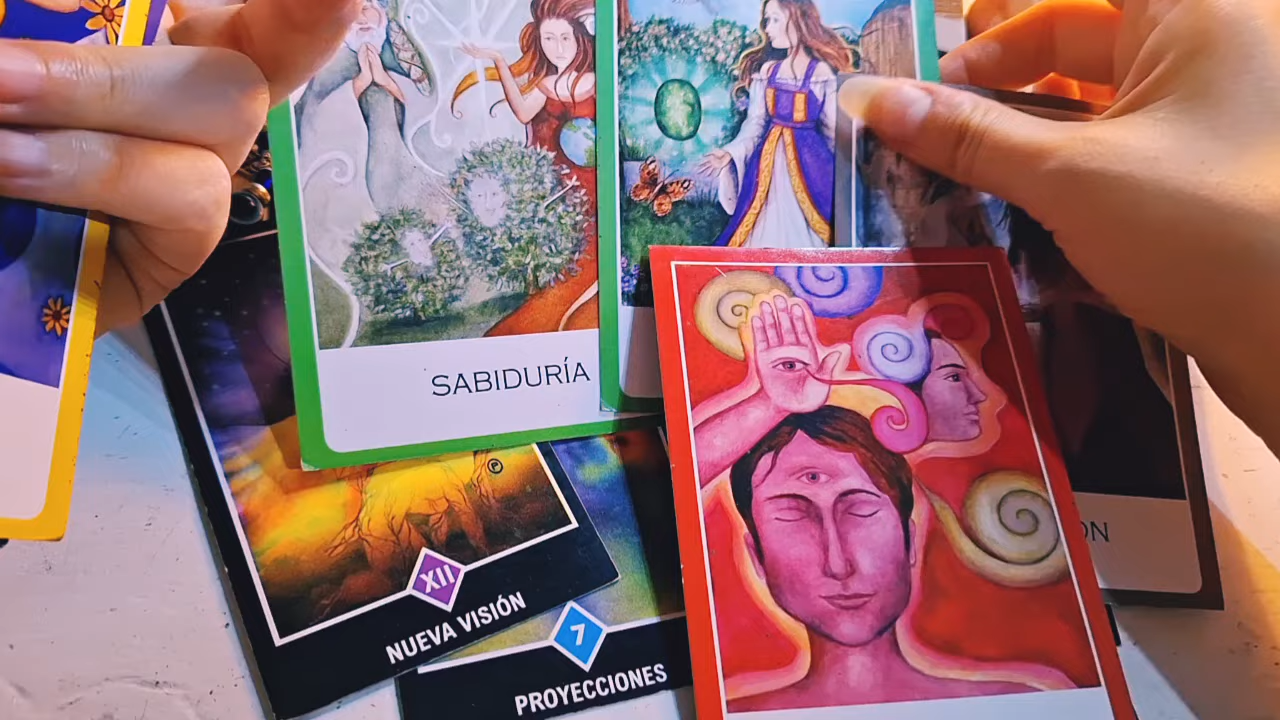 SABIDURÍA
XII
NUEVA VISIÓN
7
PROYECCIONES